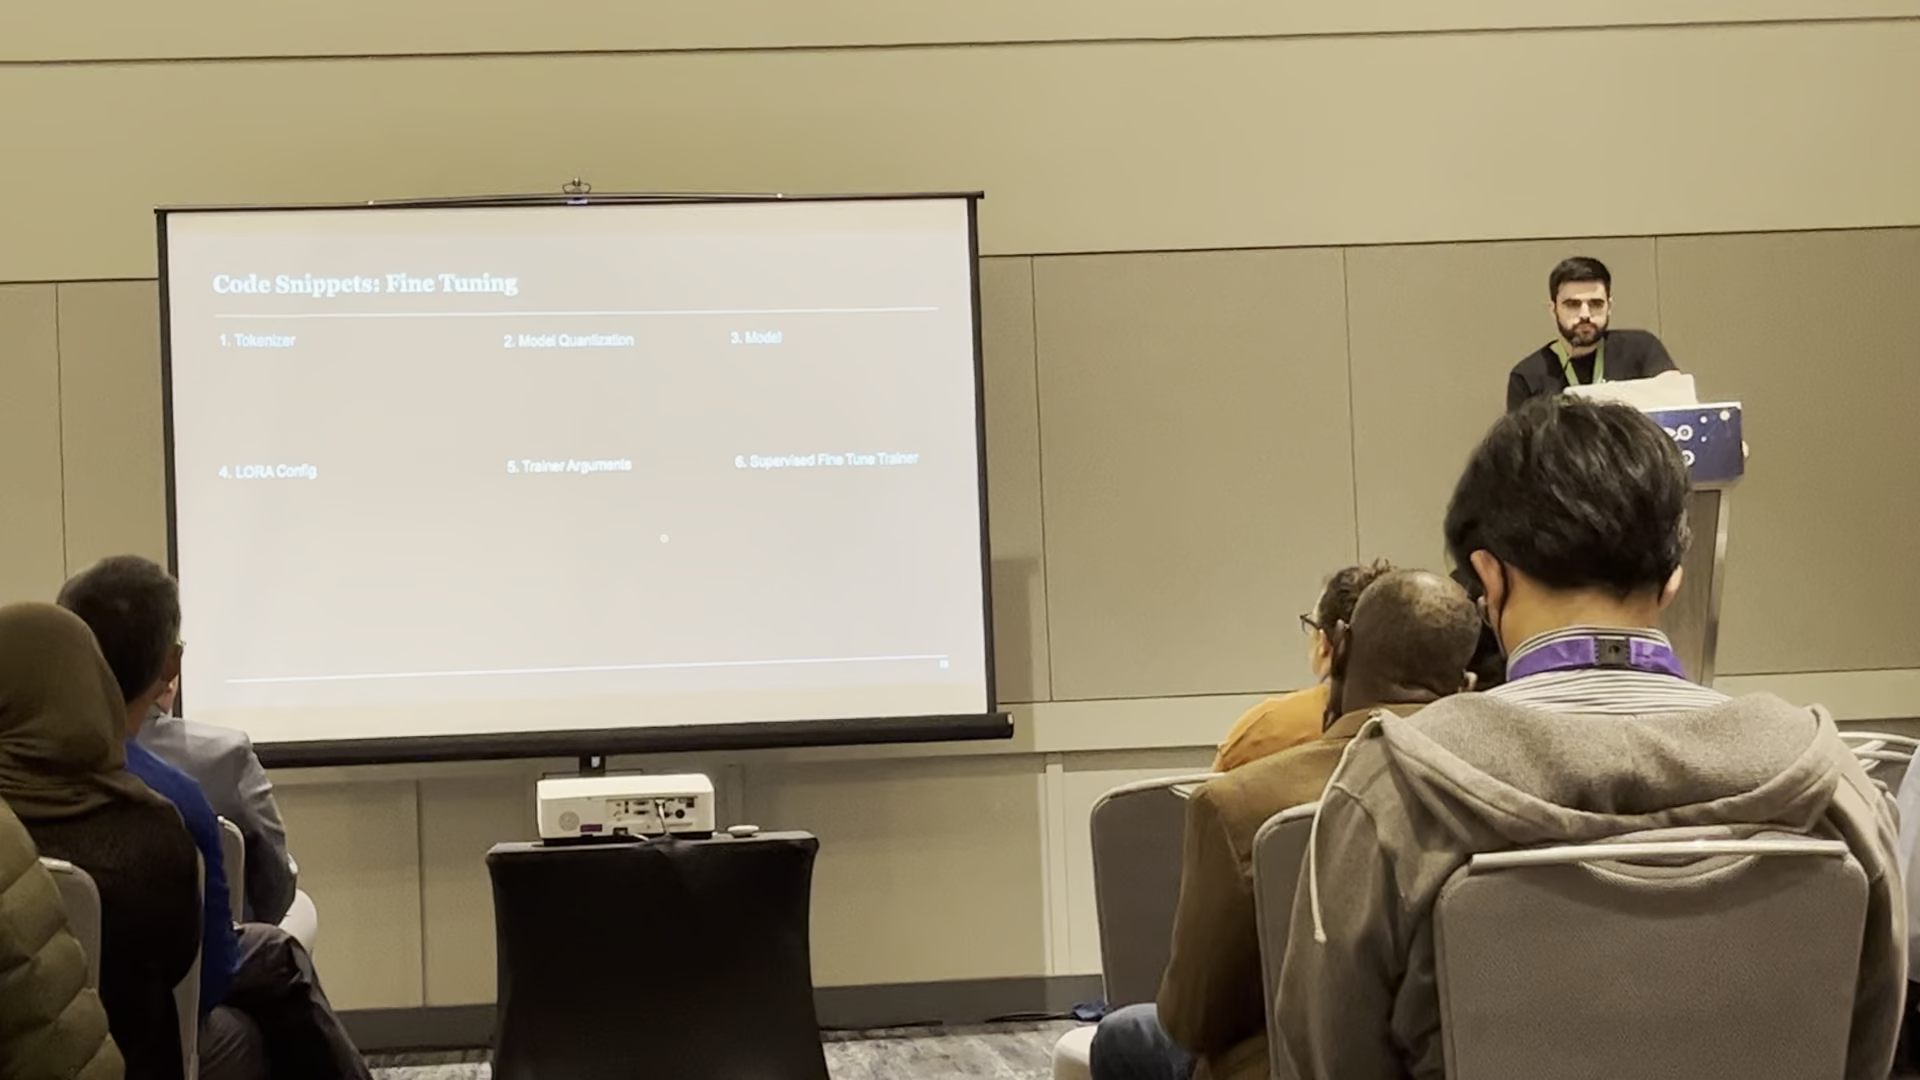 Code Snippets: Fine Tuning
1. Tokenizer
2. Model Quantization
3. Model
4. LORA Config
5. Trainer Arguments
6. Supervised Fine Tune Trainer